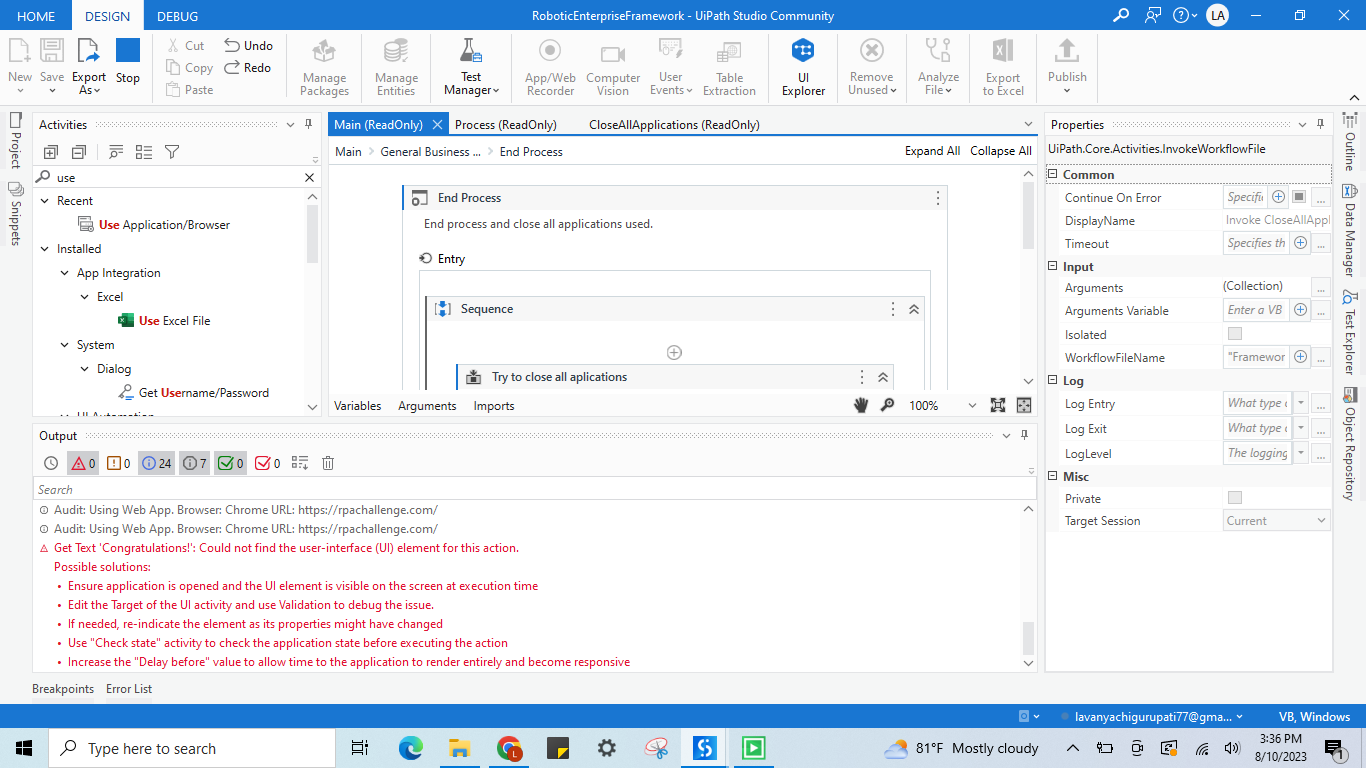 HOME DESIGN DEBUG RoboticEnterpriseFramework - UiPath Studio Community LA
New Save Export As Stop
Cut Copy Paste Undo Redo
Manage Packages
Manage Entities
Test Manager
App/Web Recorder
Computer Vision
User Events
Table Extraction
UI Explorer
Remove Unused
Analyze File
Export to Excel
Publish
Project
Snippets
Activities
use
Recent
Use Application/Browser
Installed
App Integration
Excel
Use Excel File
System
Dialog
Get Username/Password
UI Automation
Main (ReadOnly) Process (ReadOnly) CloseAllApplications (ReadOnly)
Main > General Business ... > End Process Expand All Collapse All
End Process
End process and close all applications used.
Entry
Sequence
Try to close all aplications
Variables Arguments Imports 100%
Properties
UiPath.Core.Activities.InvokeWorkflowFile
Common
Continue On Error Specifi ...
DisplayName Invoke CloseAllAppl
Timeout Specifies th ...
Input
Arguments (Collection) ...
Arguments Variable Enter a VB ...
Isolated
WorkflowFileName "Framewor ...
Log
Log Entry What type ...
Log Exit What type ...
LogLevel The logging ...
Misc
Private
Target Session Current
Outline
Data Manager
Test Explorer
Object Repository
Output
0 0 24 7 0 0
Search
Audit: Using Web App. Browser: Chrome URL: https://rpachallenge.com/
Audit: Using Web App. Browser: Chrome URL: https://rpachallenge.com/
Get Text 'Congratulations!': Could not find the user-interface (UI) element for this action.
Possible solutions:
• Ensure application is opened and the UI element is visible on the screen at execution time
• Edit the Target of the UI activity and use Validation to debug the issue.
• If needed, re-indicate the element as its properties might have changed
• Use "Check state" activity to check the application state before executing the action
• Increase the "Delay before" value to allow time to the application to render entirely and become responsive
Breakpoints Error List
lavanyachigurupati77@gma... VB, Windows
Type here to search
L
81°F Mostly cloudy
3:36 PM
8/10/2023
1